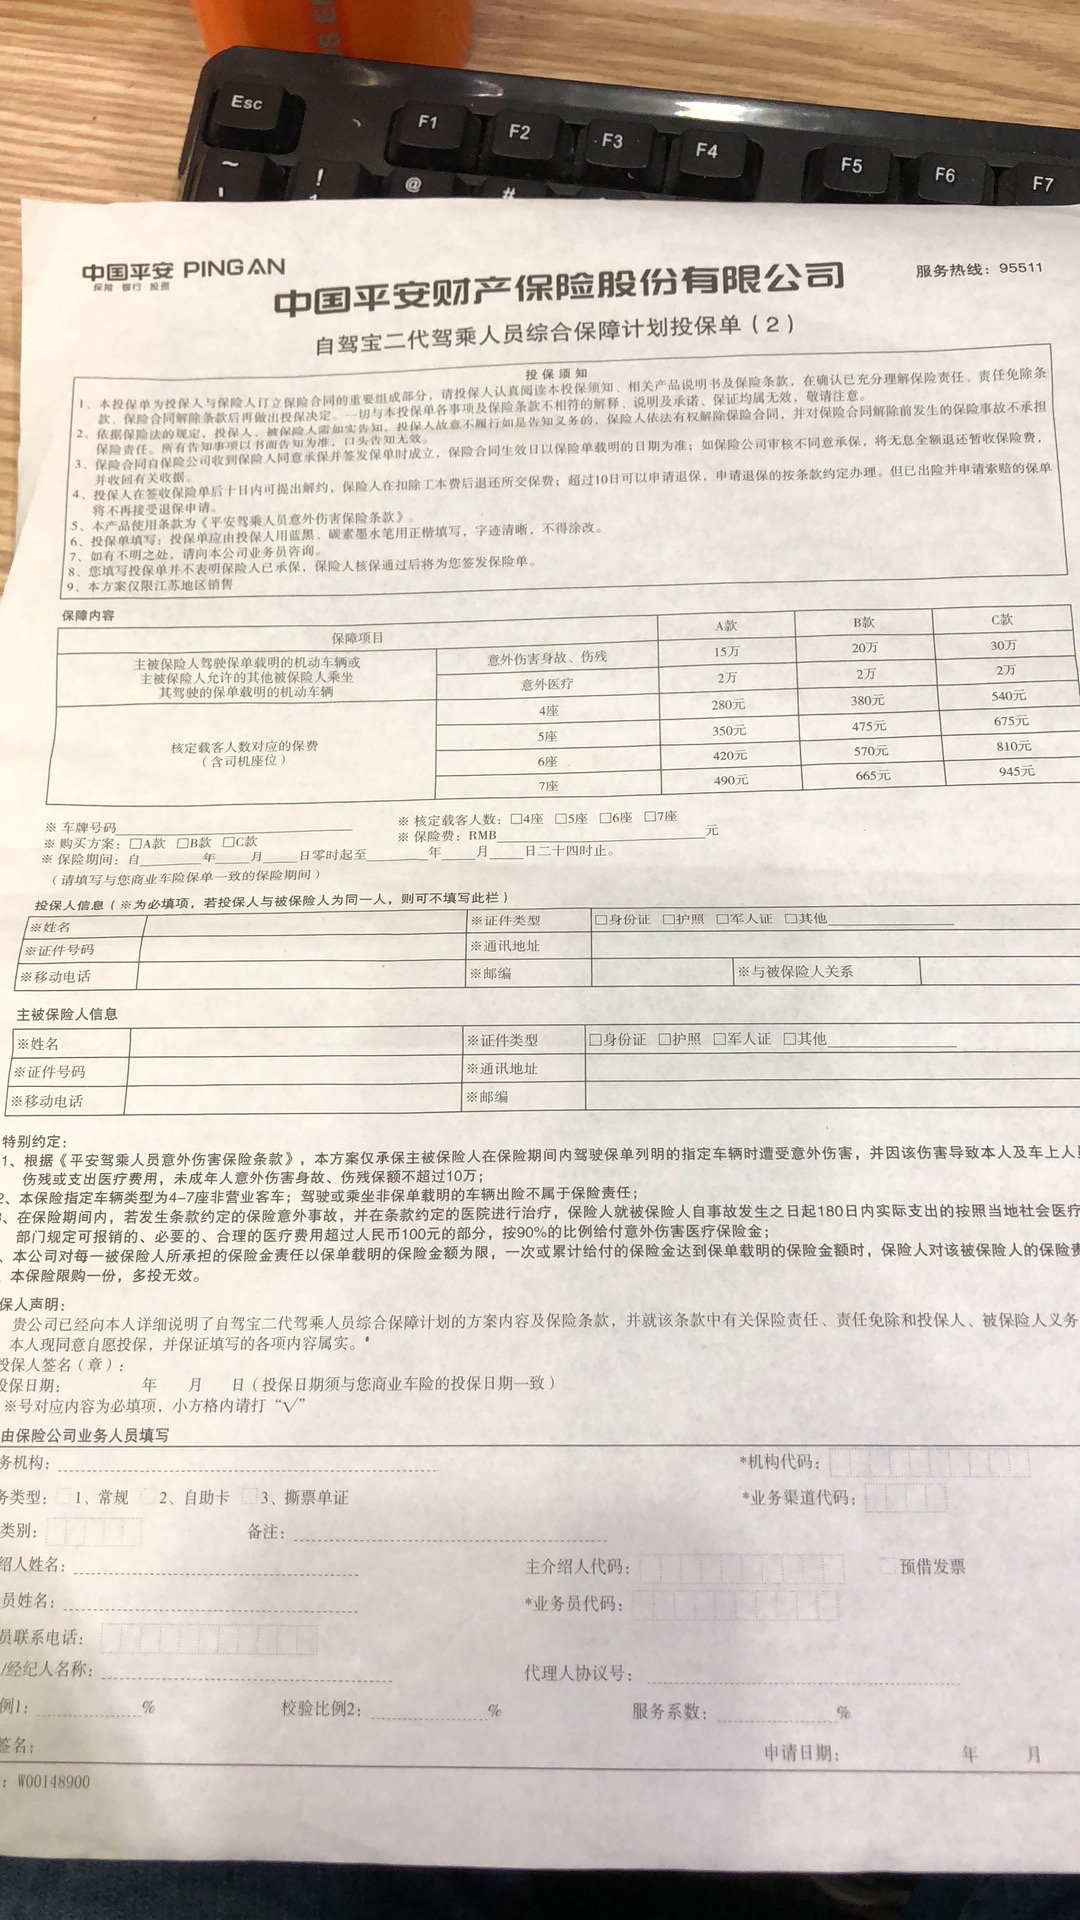 Esc
F1 F2 F3 F4 F5 F6 F7
~ ! @ #
中国平安 PING AN
保险·银行·投资
服务热线：95511
中国平安财产保险股份有限公司
自驾宝二代驾乘人员综合保障计划投保单（2）
投保须知
1、本投保单为投保人与保险人订立保险合同的重要组成部分，请投保人认真阅读本投保须知、相关产品说明书及保险条款，在确认已充分理解保险责任、责任免除条
款、保险合同解除条款后再做出投保决定。一切与本投保单各事项及保险条款不相符的解释、说明及承诺、保证均属无效，敬请注意。
2、依据保险法的规定，投保人、被保险人需如实告知，投保人故意不履行如是告知义务的，保险人依法有权解除保险合同，并对保险合同解除前发生的保险事故不承担
保险责任。所有告知事项以书面告知为准，口头告知无效。
3、保险合同自保险公司收到保险人同意承保并签发保单时成立，保险合同生效日以保险单载明的日期为准；如保险公司审核不同意承保，将无息全额退还暂收保险费，
并收回有关收据。
4、投保人在签收保险单后十日内可提出解约，保险人在扣除工本费后退还所交保费；超过10日可以申请退保，申请退保的按条款约定办理。但已出险并申请索赔的保单
将不再接受退保申请。
5、本产品使用条款为《平安驾乘人员意外伤害保险条款》。
6、投保单填写：投保单应由投保人用蓝黑、碳素墨水笔用正楷填写，字迹清晰，不得涂改。
7、如有不明之处，请向本公司业务员咨询。
8、您填写投保单并不表明保险人已承保，保险人核保通过后将为您签发保险单。
9、本方案仅限江苏地区销售
保障内容
保障项目 A款 B款 C款
主被保险人驾驶保单载明的机动车辆或
主被保险人允许的其他被保险人乘坐
其驾驶的保单载明的机动车辆
意外伤害身故、伤残 15万 20万 30万
意外医疗 2万 2万 2万
核定载客人数对应的保费
（含司机座位）
4座 280元 380元 540元
5座 350元 475元 675元
6座 420元 570元 810元
7座 490元 665元 945元
※ 车牌号码 ※ 核定载客人数：□4座 □5座 □6座 □7座
※ 购买方案：□A款 □B款 □C款 ※ 保险费：RMB 元
※ 保险期间：自 年 月 日零时起至 年 月 日二十四时止。
（请填写与您商业车险保单一致的保险期间）
投保人信息（※为必填项，若投保人与被保险人为同一人，则可不填写此栏）
※姓名 ※证件类型 □身份证 □护照 □军人证 □其他
※证件号码 ※通讯地址
※移动电话 ※邮编 ※与被保险人关系
主被保险人信息
※姓名 ※证件类型 □身份证 □护照 □军人证 □其他
※证件号码 ※通讯地址
※移动电话 ※邮编
特别约定：
1、根据《平安驾乘人员意外伤害保险条款》，本方案仅承保主被保险人在保险期间内驾驶保单列明的指定车辆时遭受意外伤害，并因该伤害导致本人及车上人
伤残或支出医疗费用，未成年人意外伤害身故、伤残保额不超过10万；
2、本保险指定车辆类型为4-7座非营业客车；驾驶或乘坐非保单载明的车辆出险不属于保险责任；
、在保险期间内，若发生条款约定的保险意外事故，并在条款约定的医院进行治疗，保险人就被保险人自事故发生之日起180日内实际支出的按照当地社会医疗
部门规定可报销的、必要的、合理的医疗费用超过人民币100元的部分，按90%的比例给付意外伤害医疗保险金；
、本公司对每一被保险人所承担的保险金责任以保单载明的保险金额为限，一次或累计给付的保险金达到保单载明的保险金额时，保险人对该被保险人的保险责
、本保险限购一份，多投无效。
保人声明：
贵公司已经向本人详细说明了自驾宝二代驾乘人员综合保障计划的方案内容及保险条款，并就该条款中有关保险责任、责任免除和投保人、被保险人义务
本人现同意自愿投保，并保证填写的各项内容属实。
投保人签名（章）：
投保日期： 年 月 日（投保日期须与您商业车险的投保日期一致）
※号对应内容为必填项，小方格内请打“√”
由保险公司业务人员填写
务机构： *机构代码：
务类型： □1、常规 □2、自助卡 □3、撕票单证 *业务渠道代码：
类别： 备注：
绍人姓名： 主介绍人代码： □预借发票
员姓名： *业务员代码：
员联系电话：
/经纪人名称： 代理人协议号：
例1： % 校验比例2： % 服务系数： %
签名： 申请日期： 年 月
：W00148900